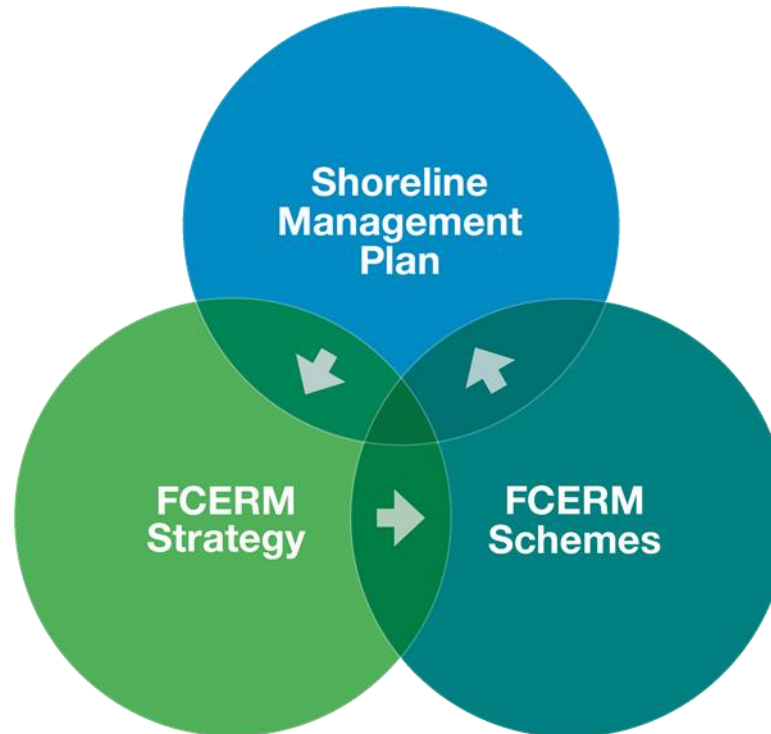 Shoreline
Management
Plan
FCERM
Strategy
FCERM
Schemes